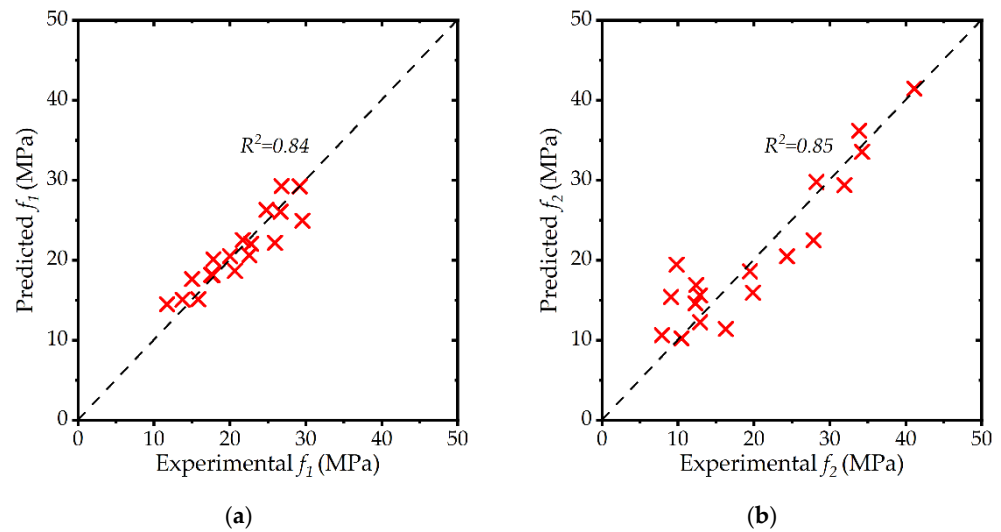 50
40
30
20
10
0
Predicted f₁ (MPa)
R²=0.84
0 10 20 30 40 50
Experimental f₁ (MPa)
(a)
50
40
30
20
10
0
Predicted f₂ (MPa)
R²=0.85
0 10 20 30 40 50
Experimental f₂ (MPa)
(b)